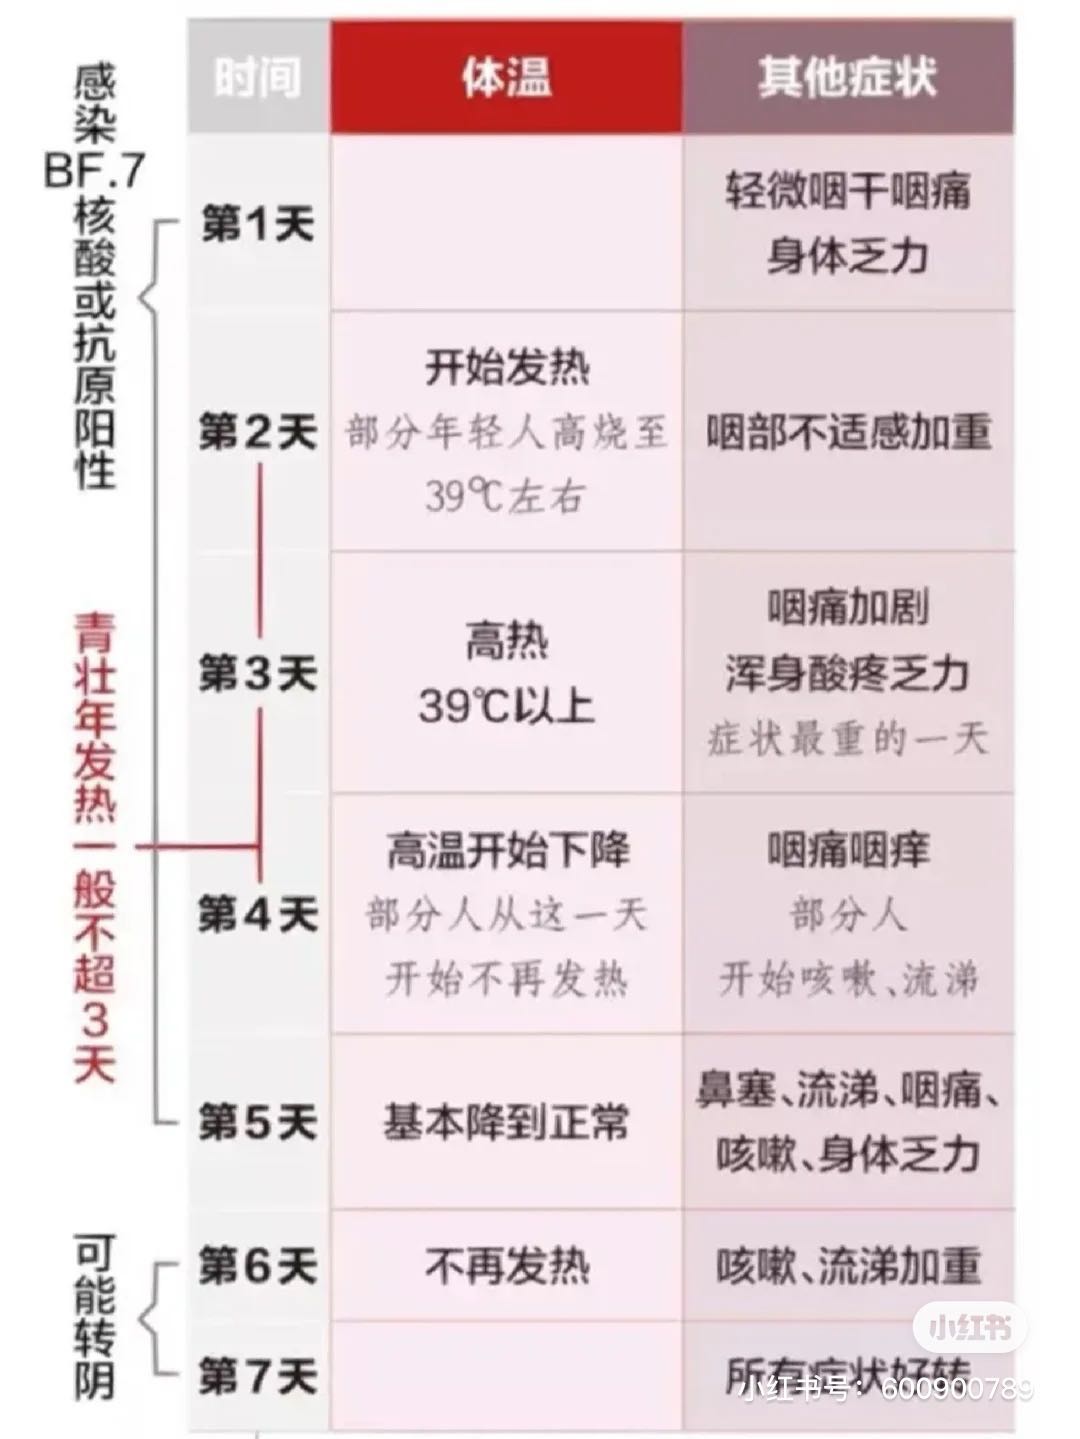 时间 体温 其他症状
感染BF.7核酸或抗原阳性
第1天
轻微咽干咽痛
身体乏力
第2天
开始发热
部分年轻人高烧至
39℃左右
咽部不适感加重
青壮年发热一般不超3天
第3天
高热
39℃以上
咽痛加剧
浑身酸疼乏力
症状最重的一天
第4天
高温开始下降
部分人从这一天
开始不再发热
咽痛咽痒
部分人
开始咳嗽、流涕
第5天
基本降到正常
鼻塞、流涕、咽痛、
咳嗽、身体乏力
可能转阴
第6天
不再发热
咳嗽、流涕加重
第7天
所有症状好转
小红书
小红书号：600900789